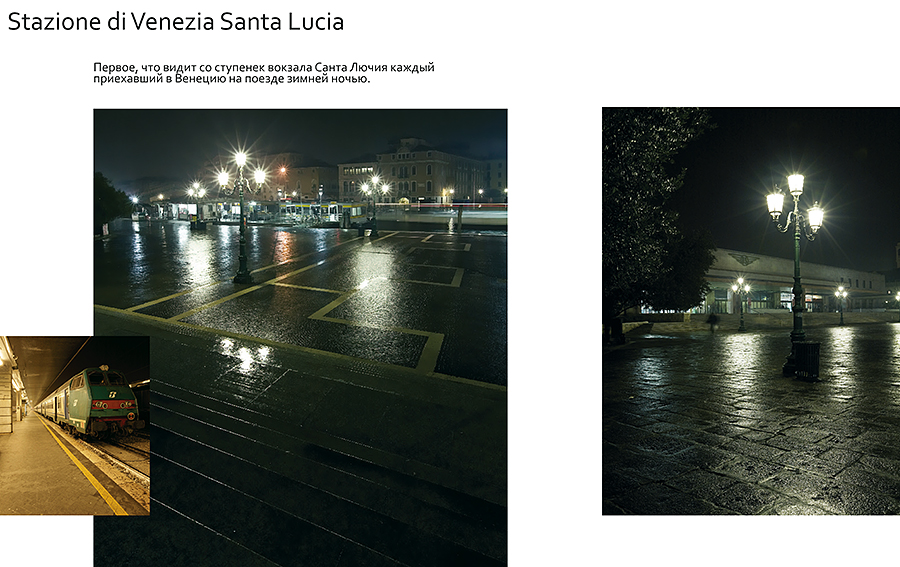 Stazione di Venezia Santa Lucia
Первое, что видит со ступенек вокзала Санта Лючия каждый
приехавший в Венецию на поезде зимней ночью.